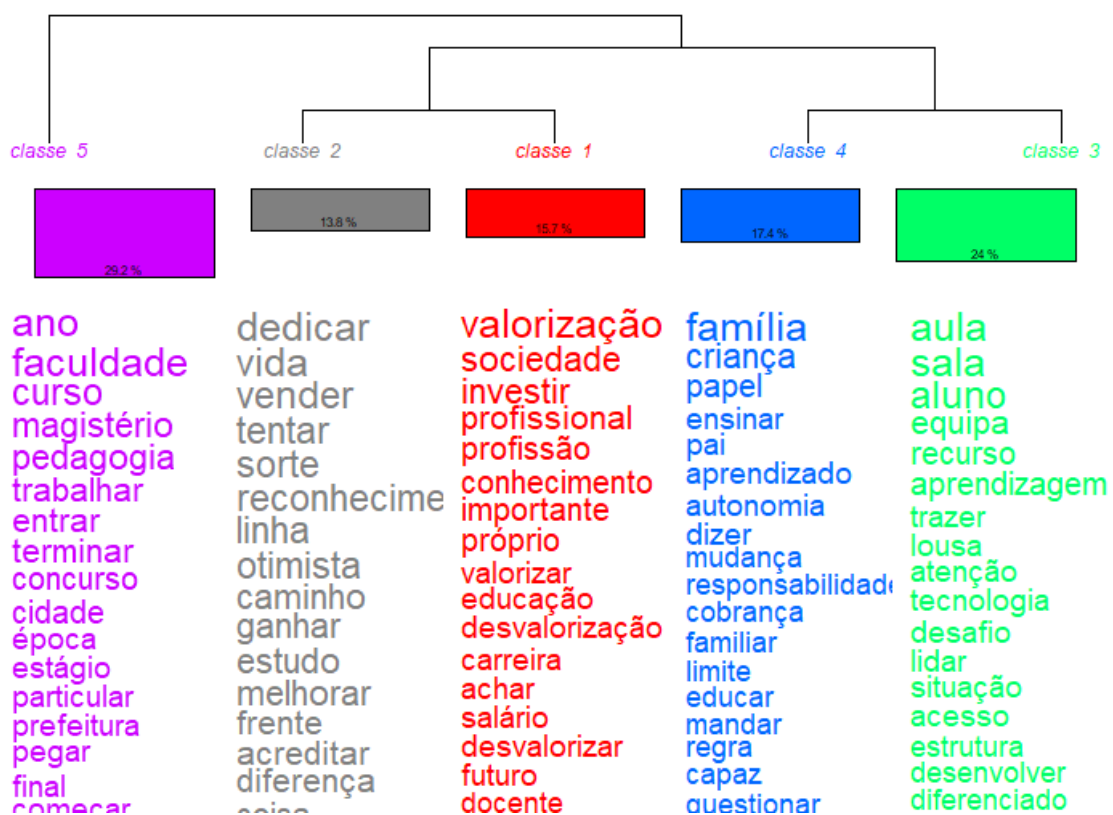 classe 5
classe 2
classe 1
classe 4
classe 3
29.2 %
13.8 %
15.7 %
17.4 %
24 %
ano
faculdade
curso
magistério
pedagogia
trabalhar
entrar
terminar
concurso
cidade
época
estágio
particular
prefeitura
pegar
final
começar
dedicar
vida
vender
tentar
sorte
reconhecime
linha
otimista
caminho
ganhar
estudo
melhorar
frente
acreditar
diferença
coisa
valorização
sociedade
investir
profissional
profissão
conhecimento
importante
próprio
valorizar
educação
desvalorização
carreira
achar
salário
desvalorizar
futuro
docente
família
criança
papel
ensinar
pai
aprendizado
autonomia
dizer
mudança
responsabilidade
cobrança
familiar
limite
educar
mandar
regra
capaz
questionar
aula
sala
aluno
equipa
recurso
aprendizagem
trazer
lousa
atenção
tecnologia
desafio
lidar
situação
acesso
estrutura
desenvolver
diferenciado